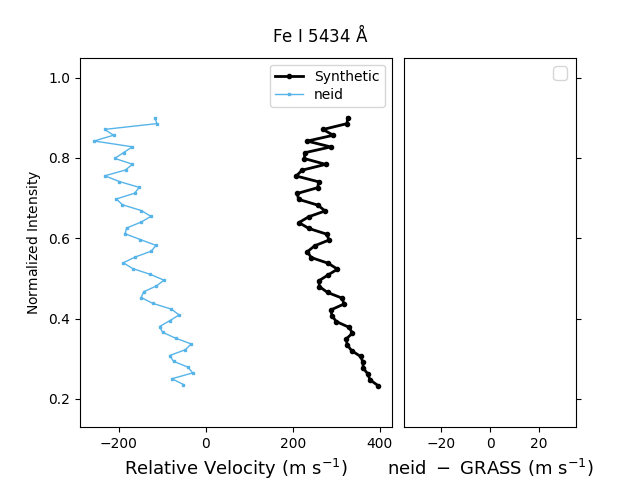 Fe I 5434 Å
Synthetic
neid
Normalized Intensity
1.0
0.8
0.6
0.4
0.2
−200
0
200
400
−20
0
20
Relative Velocity (m s⁻¹)
neid − GRASS (m s⁻¹)